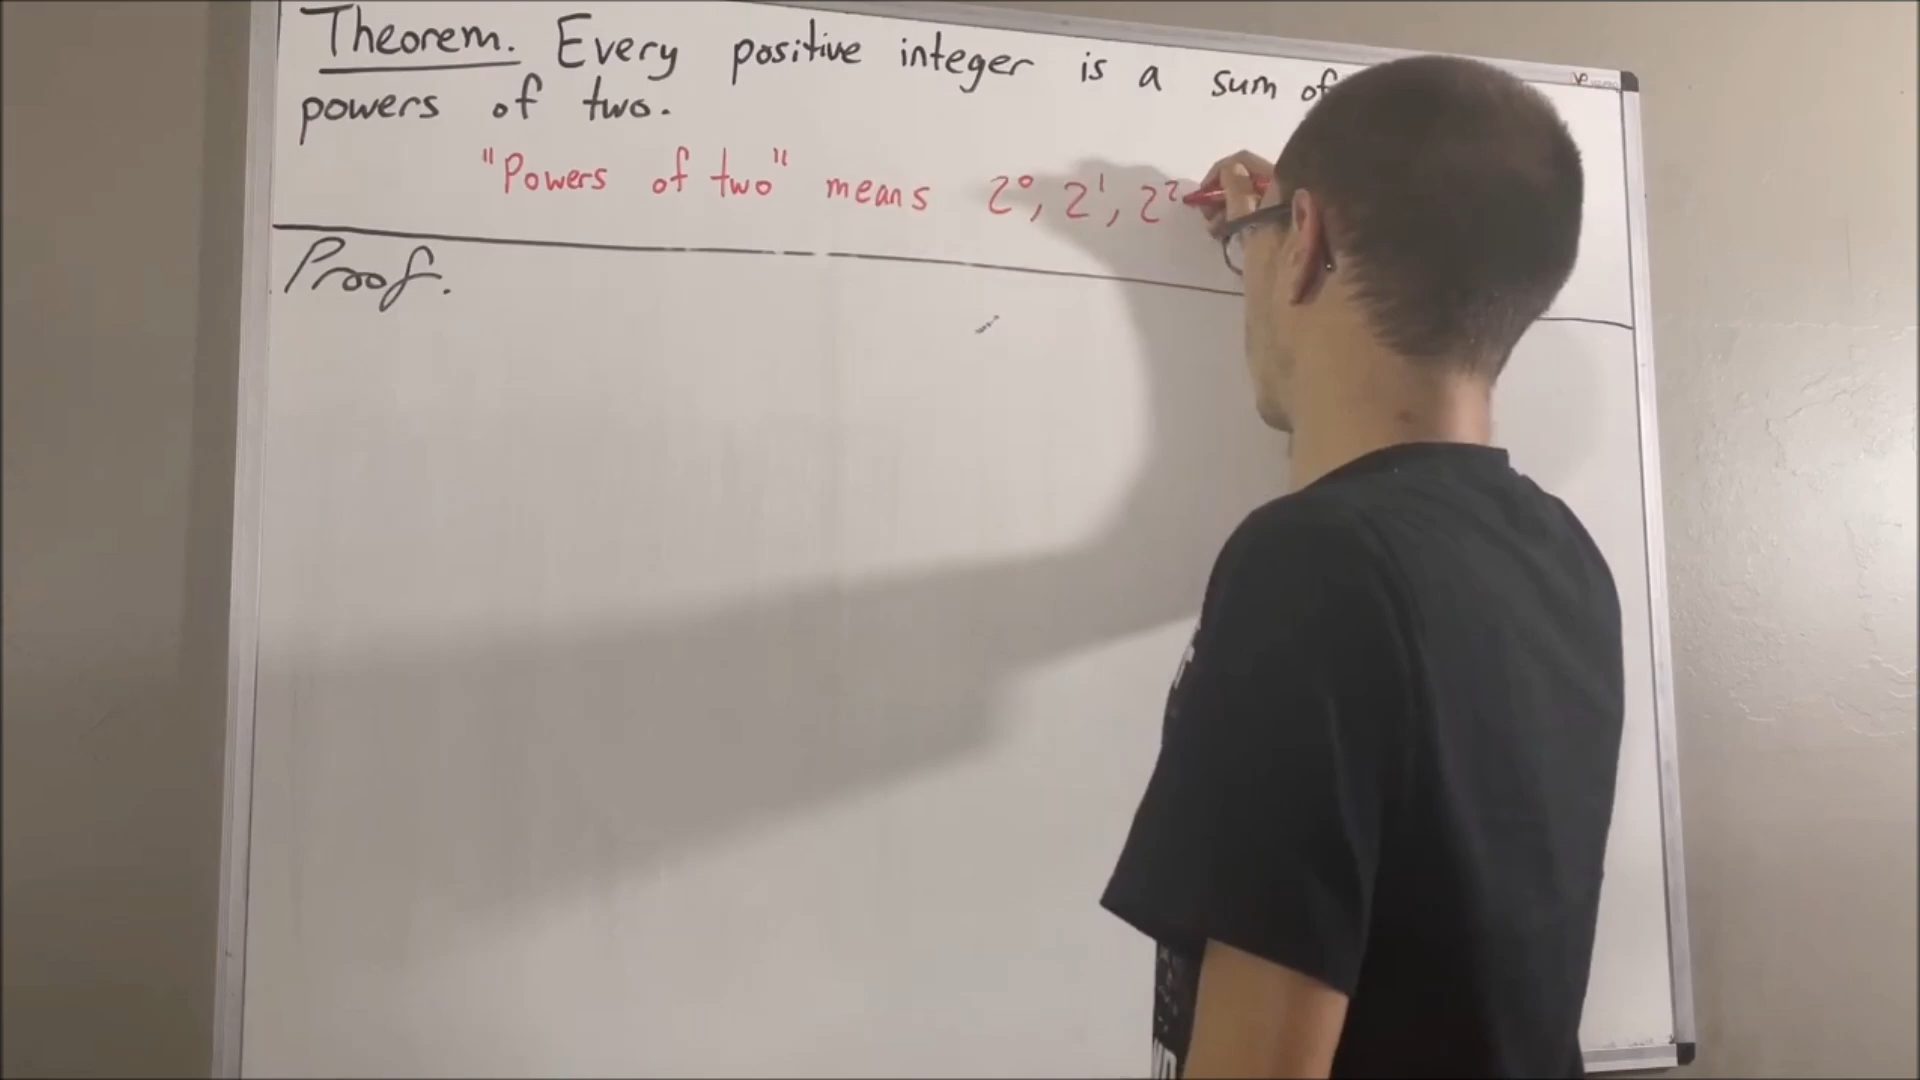 Theorem. Every positive integer is a sum of
powers of two.
"Powers of two" means 2⁰, 2¹, 2²
Proof.